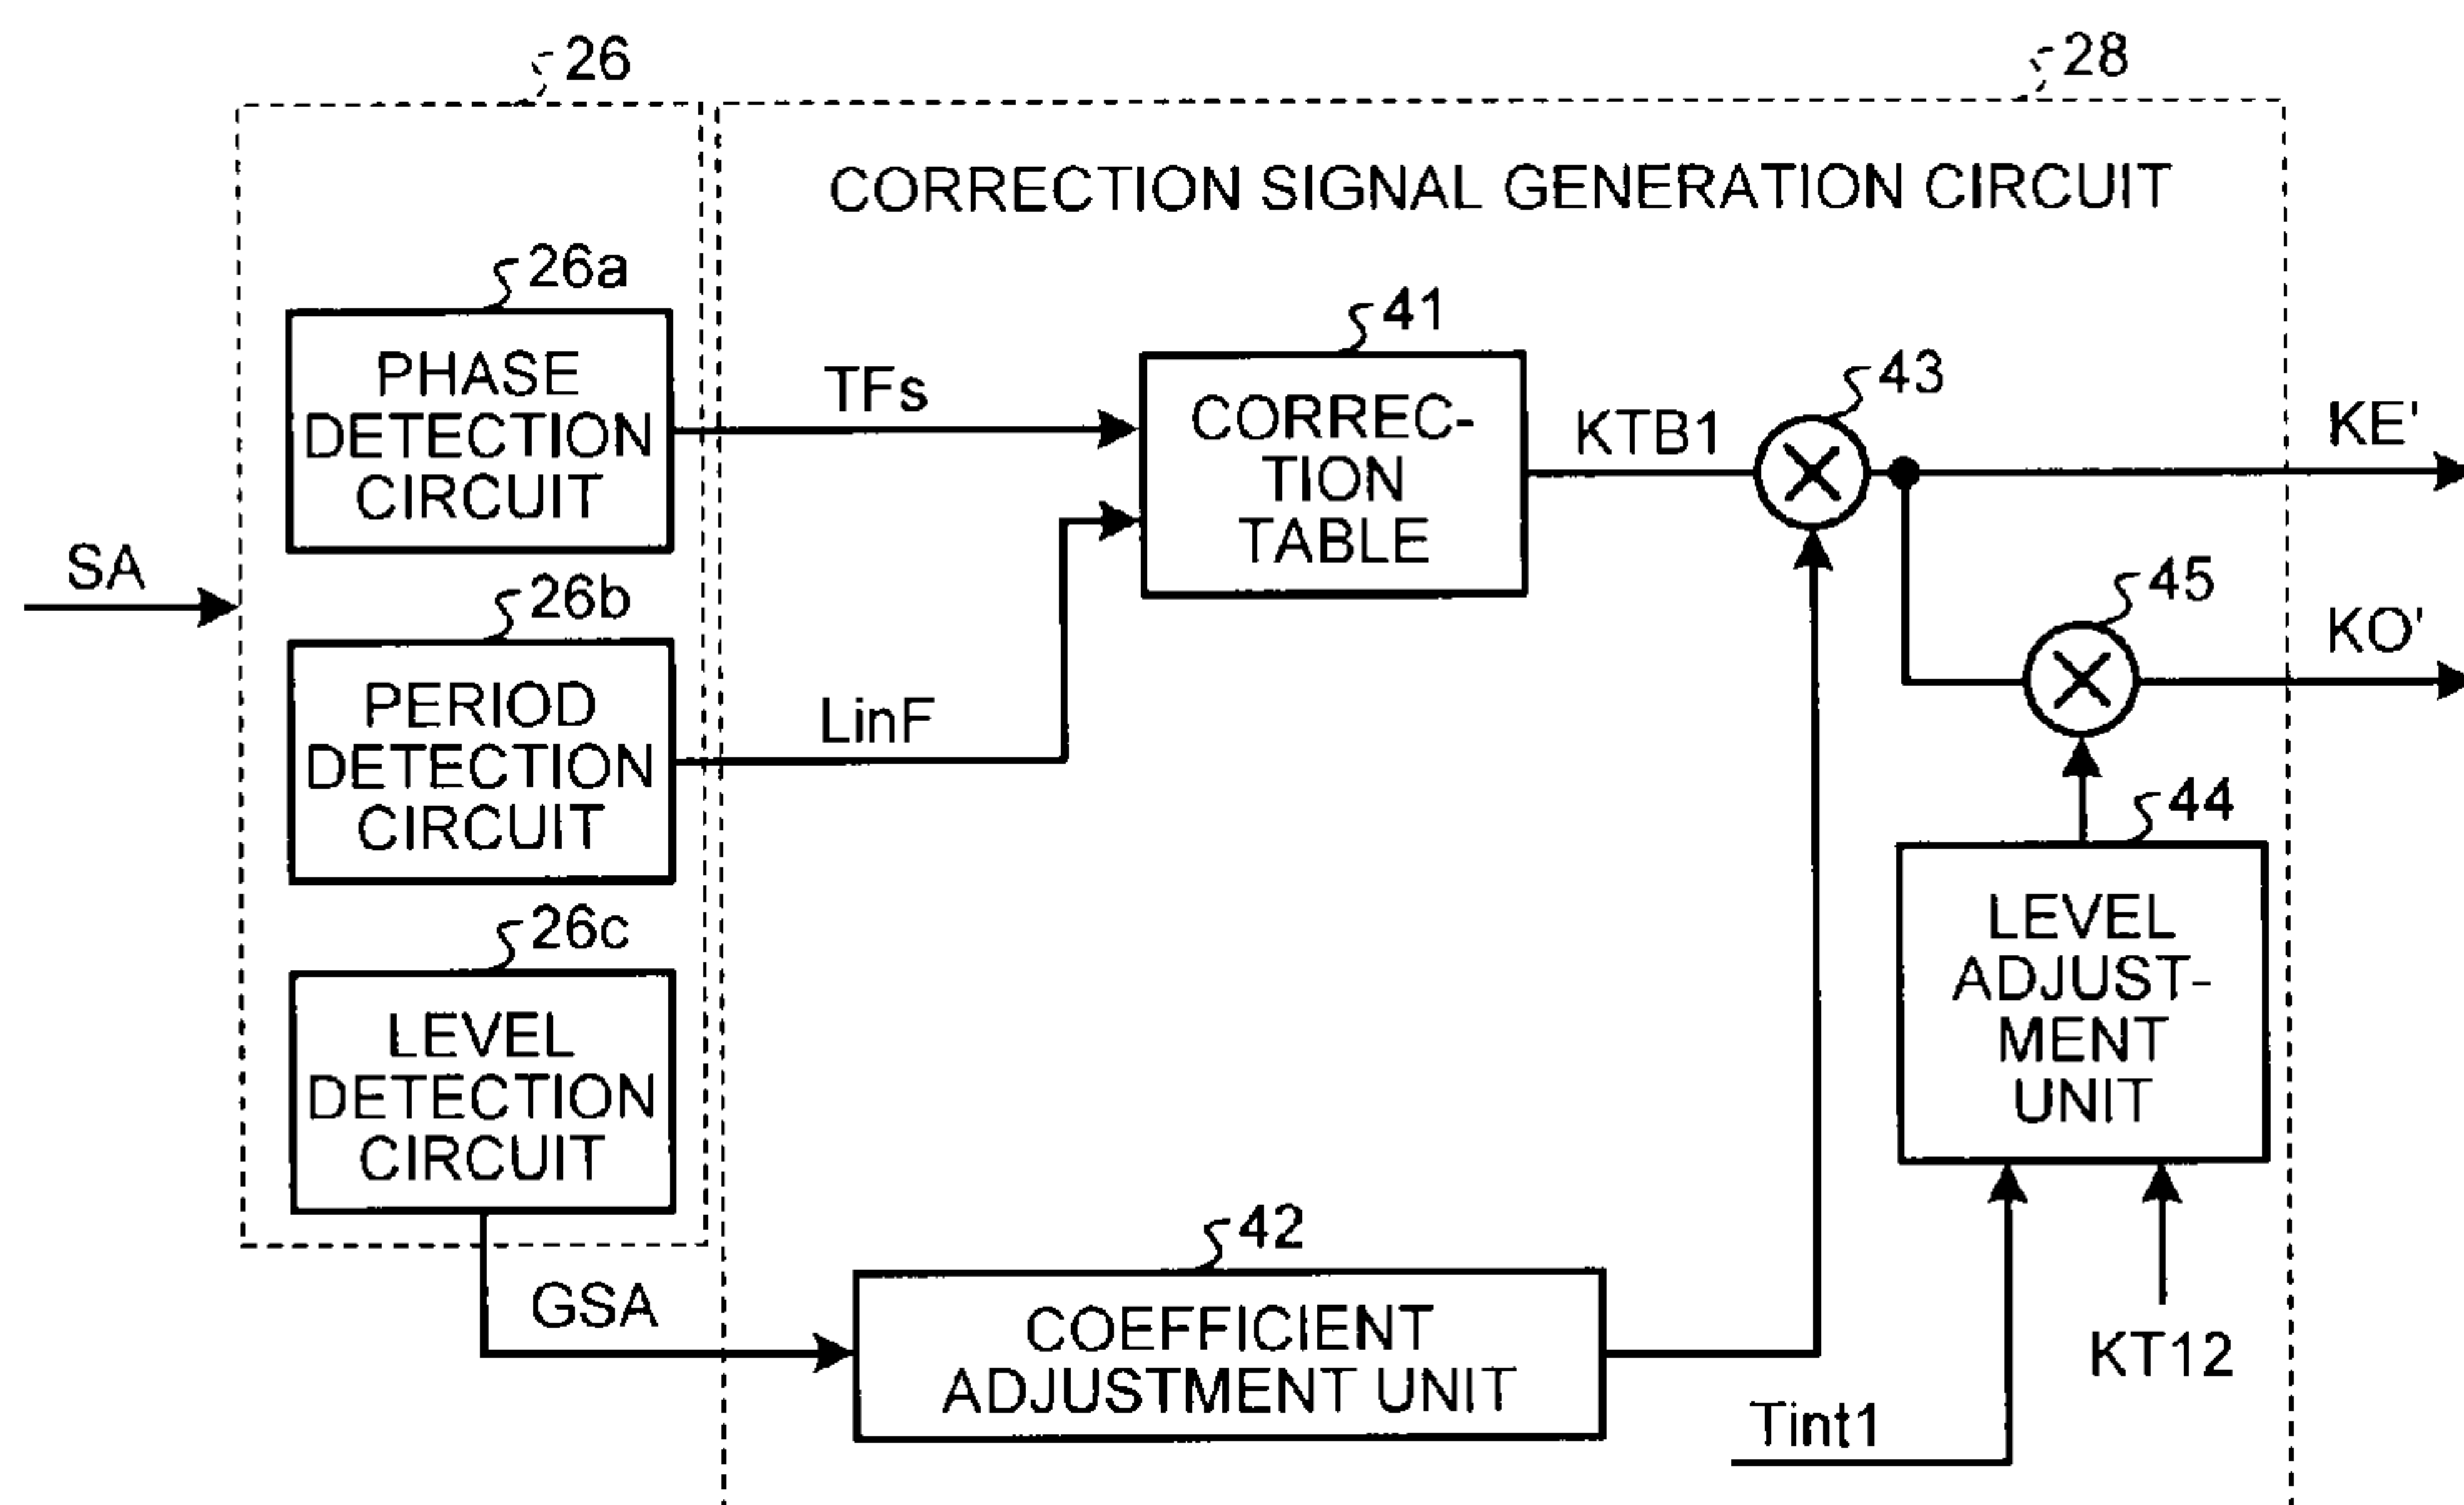 26
28
CORRECTION SIGNAL GENERATION CIRCUIT
26a
PHASE
DETECTION
CIRCUIT
TFs
41
CORREC-
TION
TABLE
KTB1
43
KE'
SA
26b
PERIOD
DETECTION
CIRCUIT
LinF
45
KO'
44
LEVEL
ADJUST-
MENT
UNIT
26c
LEVEL
DETECTION
CIRCUIT
GSA
42
COEFFICIENT
ADJUSTMENT UNIT
KT12
Tint1